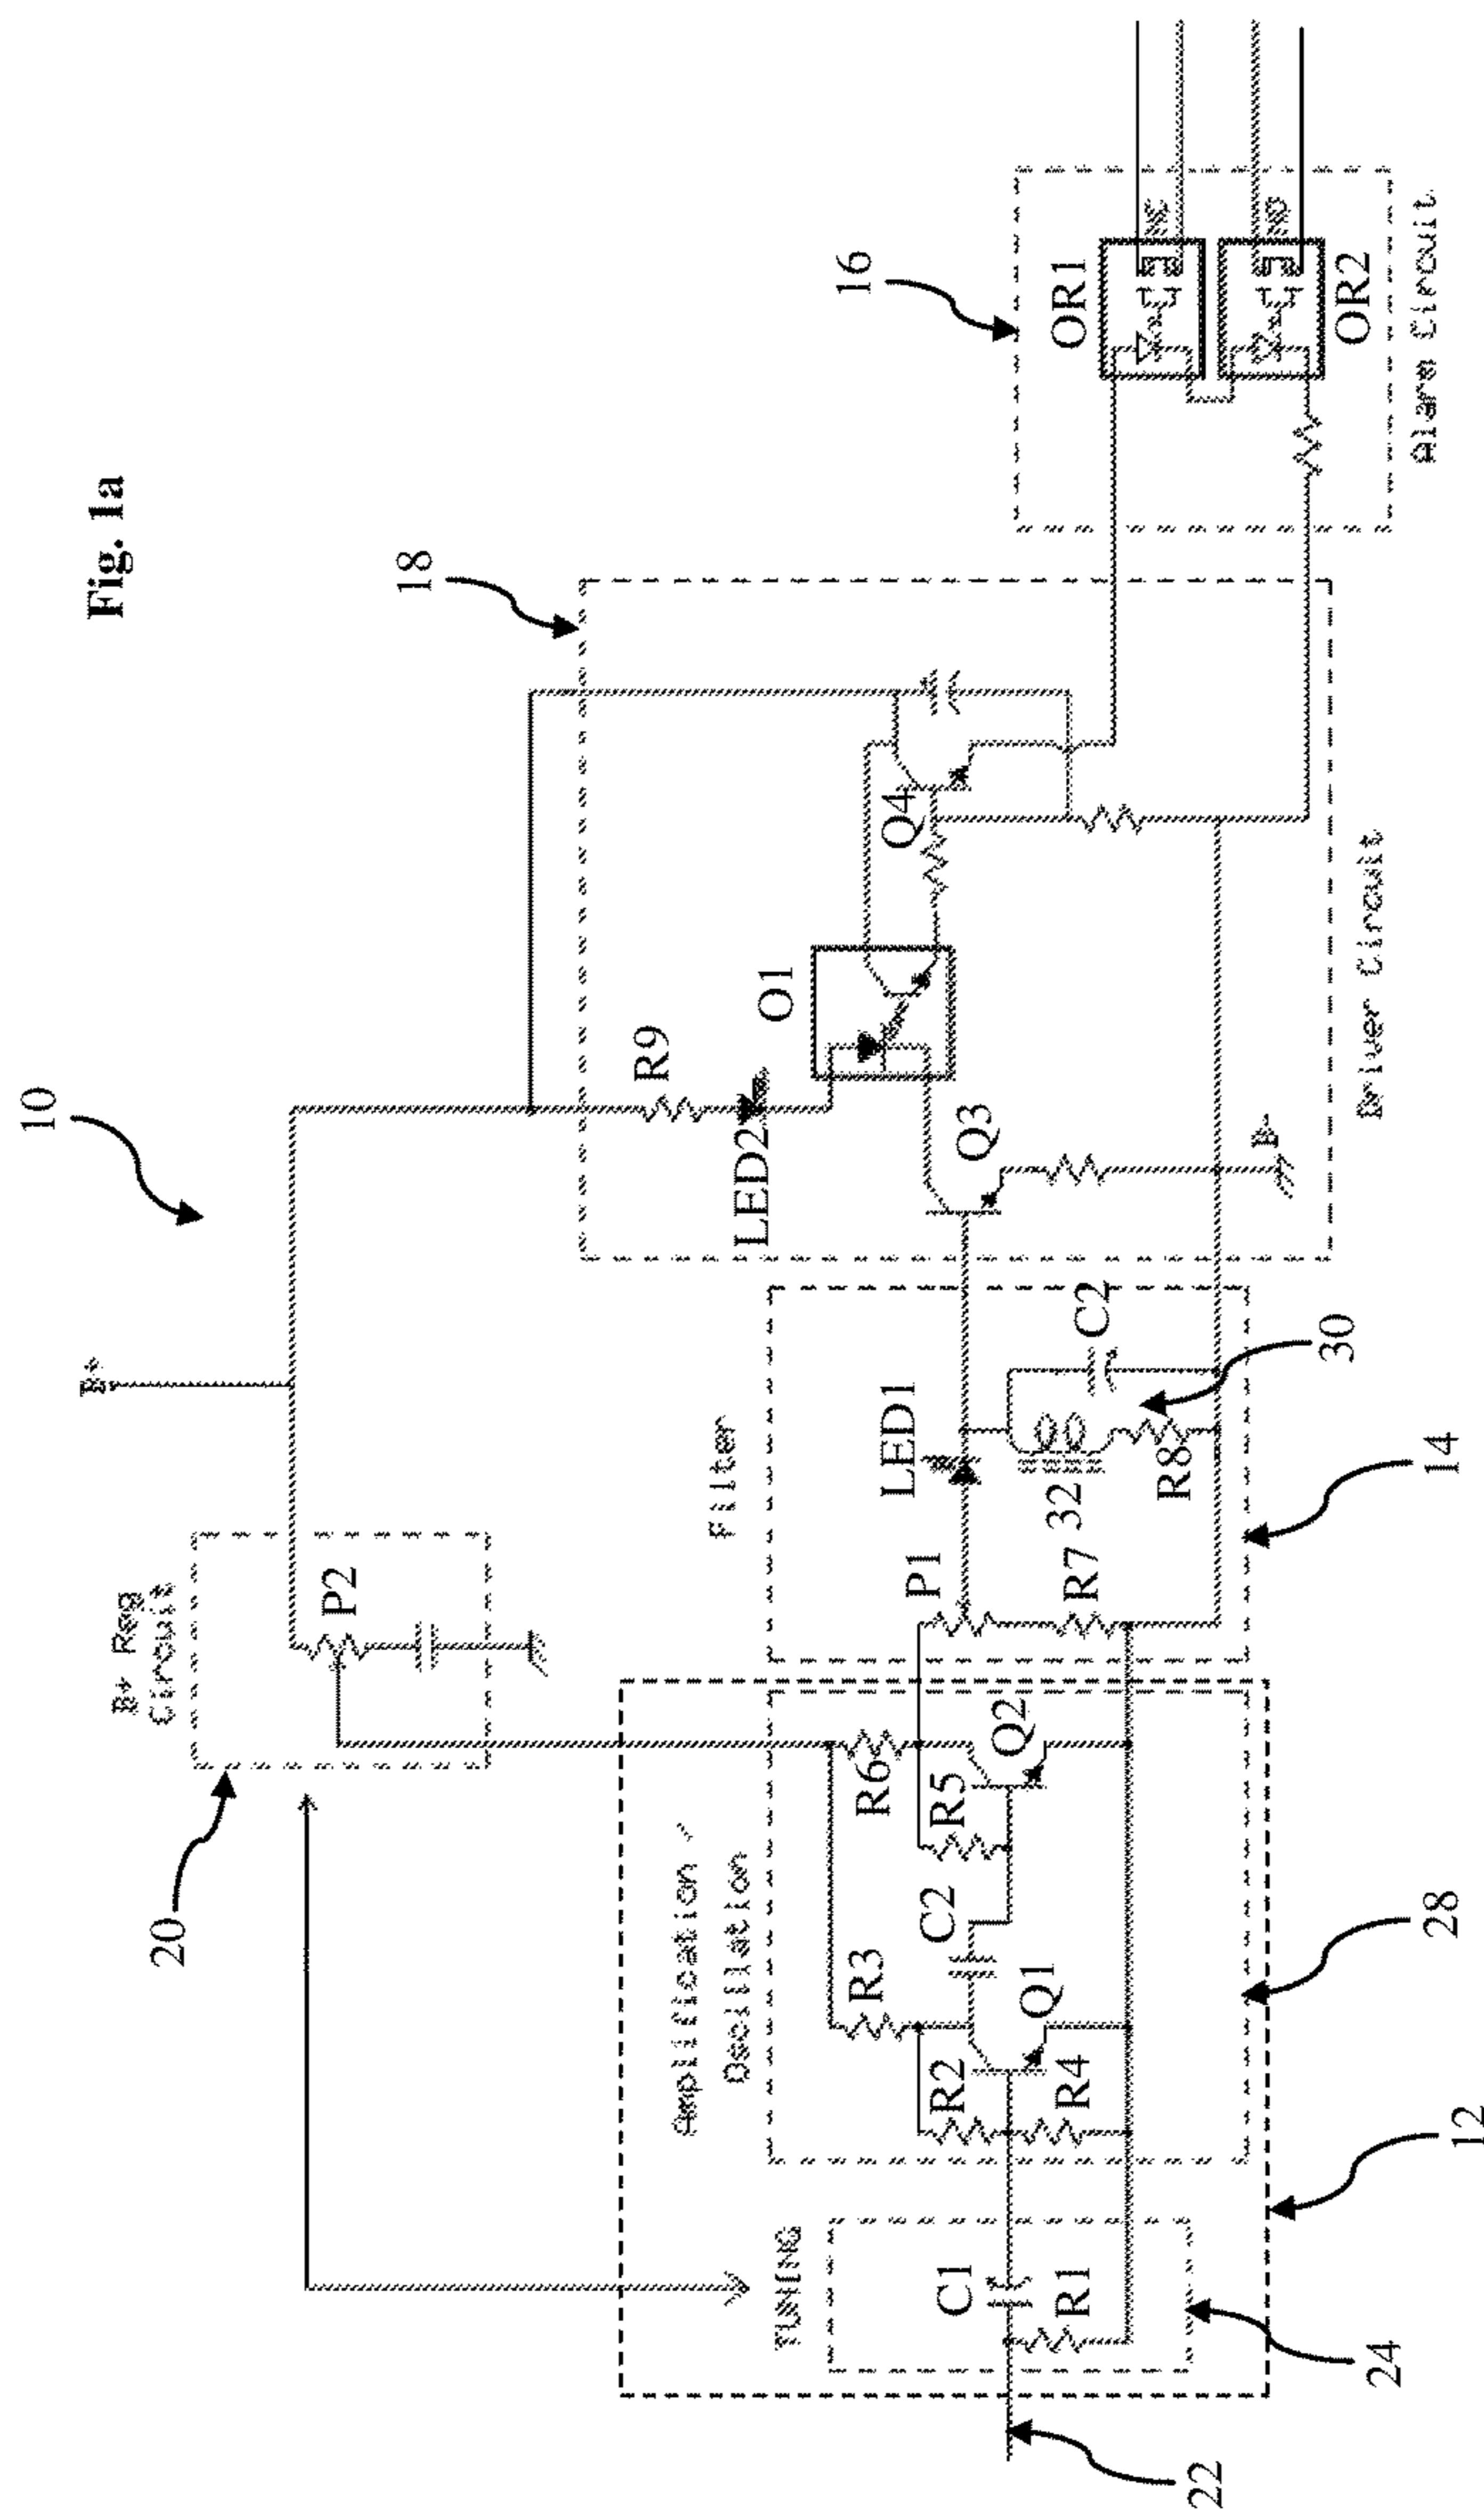 Fig. 1a
10
B+
B+ Reg
Circuit
P2
20
18
16
R9
LED2
O1
Q4
Q3
B-
Driver Circuit
OR1
NC
NO
OR2
Alarm Circuit
Filter
LED1
P1
C2
30
32
R8
R7
14
Amplification /
Oscillation
R6
R5
Q2
C2
R3
Q1
R2
R4
28
12
TUNING
C1
R1
24
22